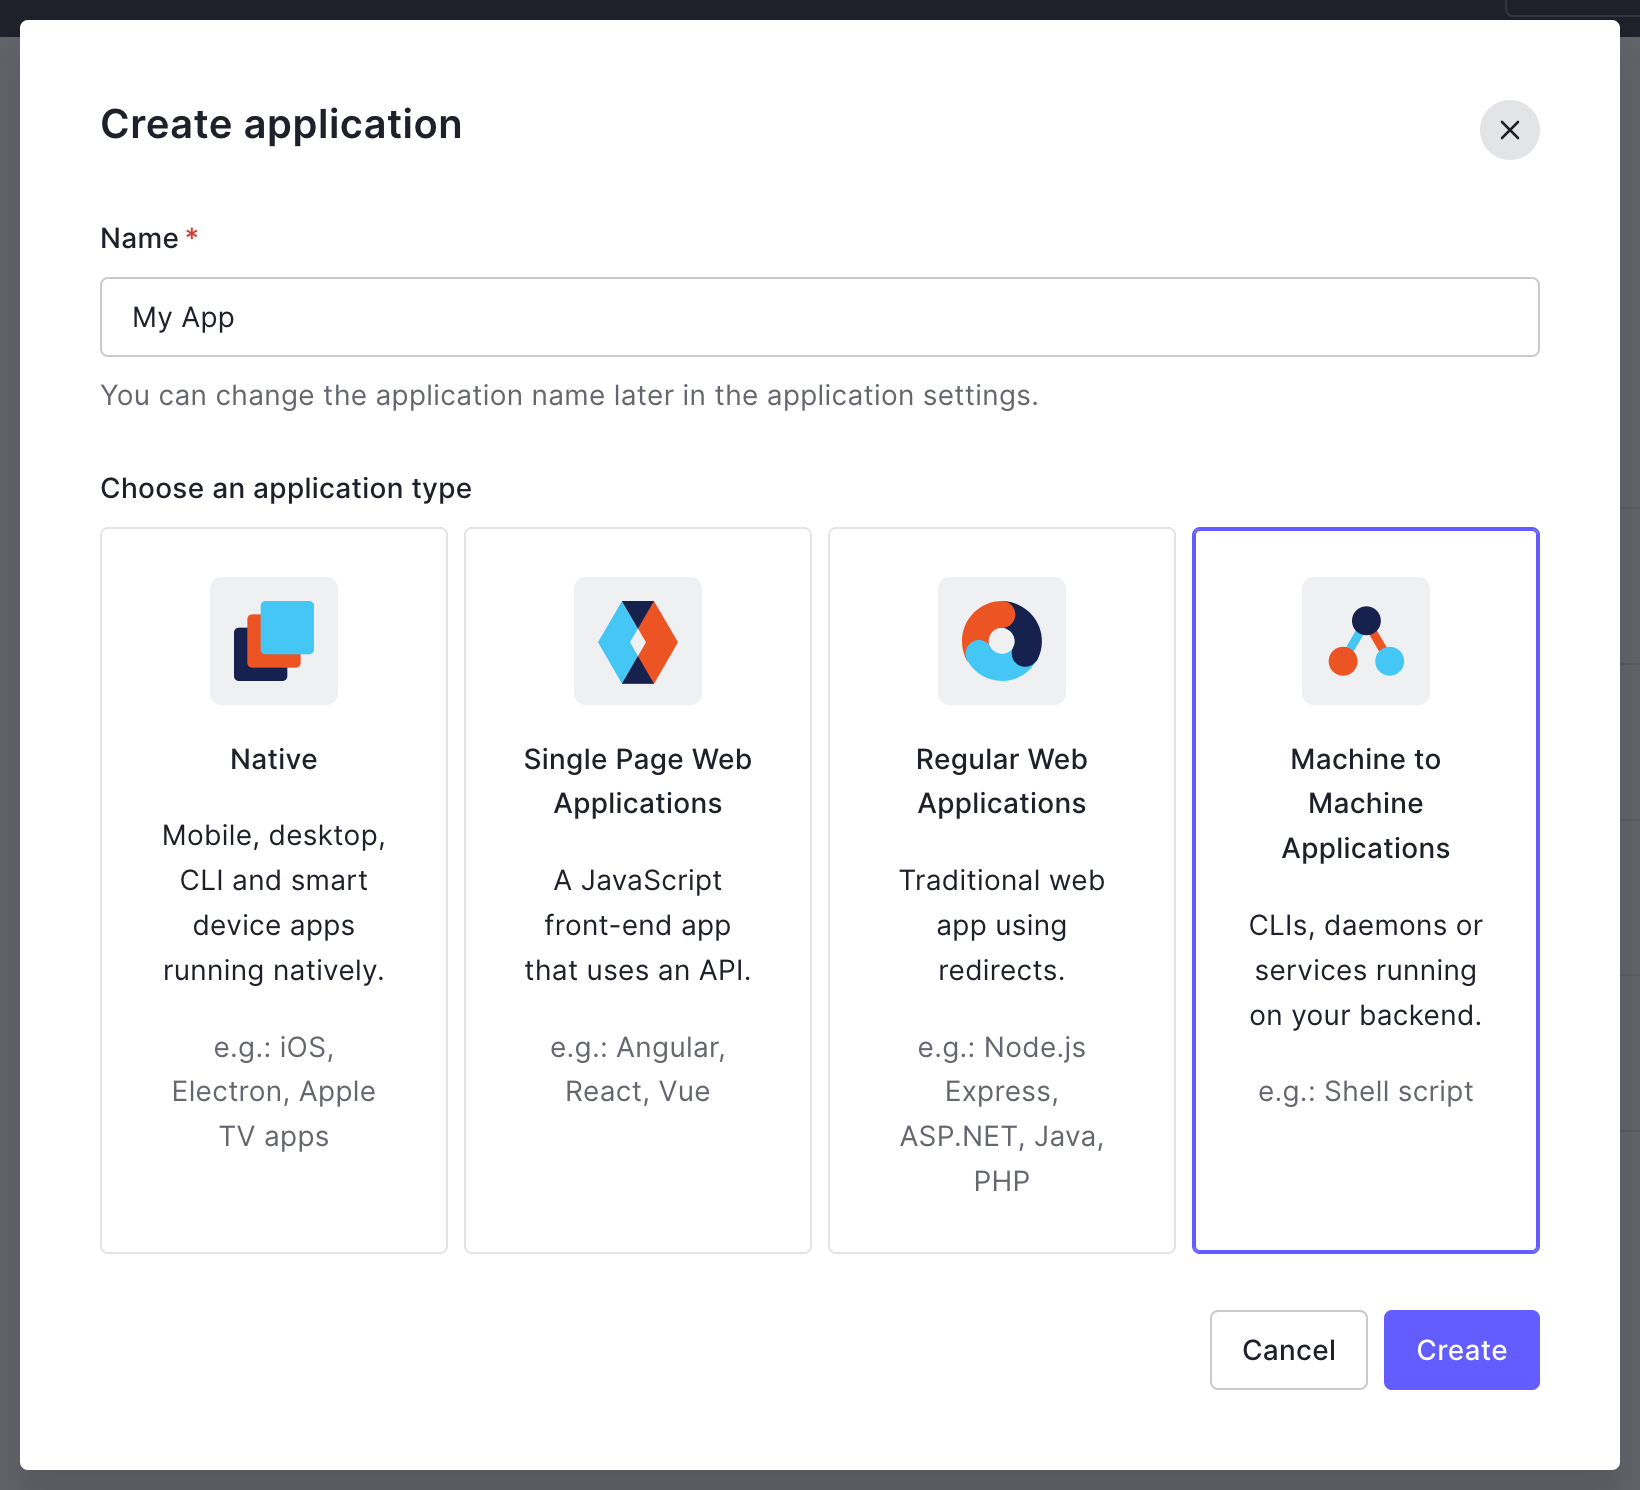 Create application
Name *
My App
You can change the application name later in the application settings.
Choose an application type
Native
Mobile, desktop,
CLI and smart
device apps
running natively.
e.g.: iOS,
Electron, Apple
TV apps
Single Page Web
Applications
A JavaScript
front-end app
that uses an API.
e.g.: Angular,
React, Vue
Regular Web
Applications
Traditional web
app using
redirects.
e.g.: Node.js
Express,
ASP.NET, Java,
PHP
Machine to
Machine
Applications
CLIs, daemons or
services running
on your backend.
e.g.: Shell script
Cancel
Create